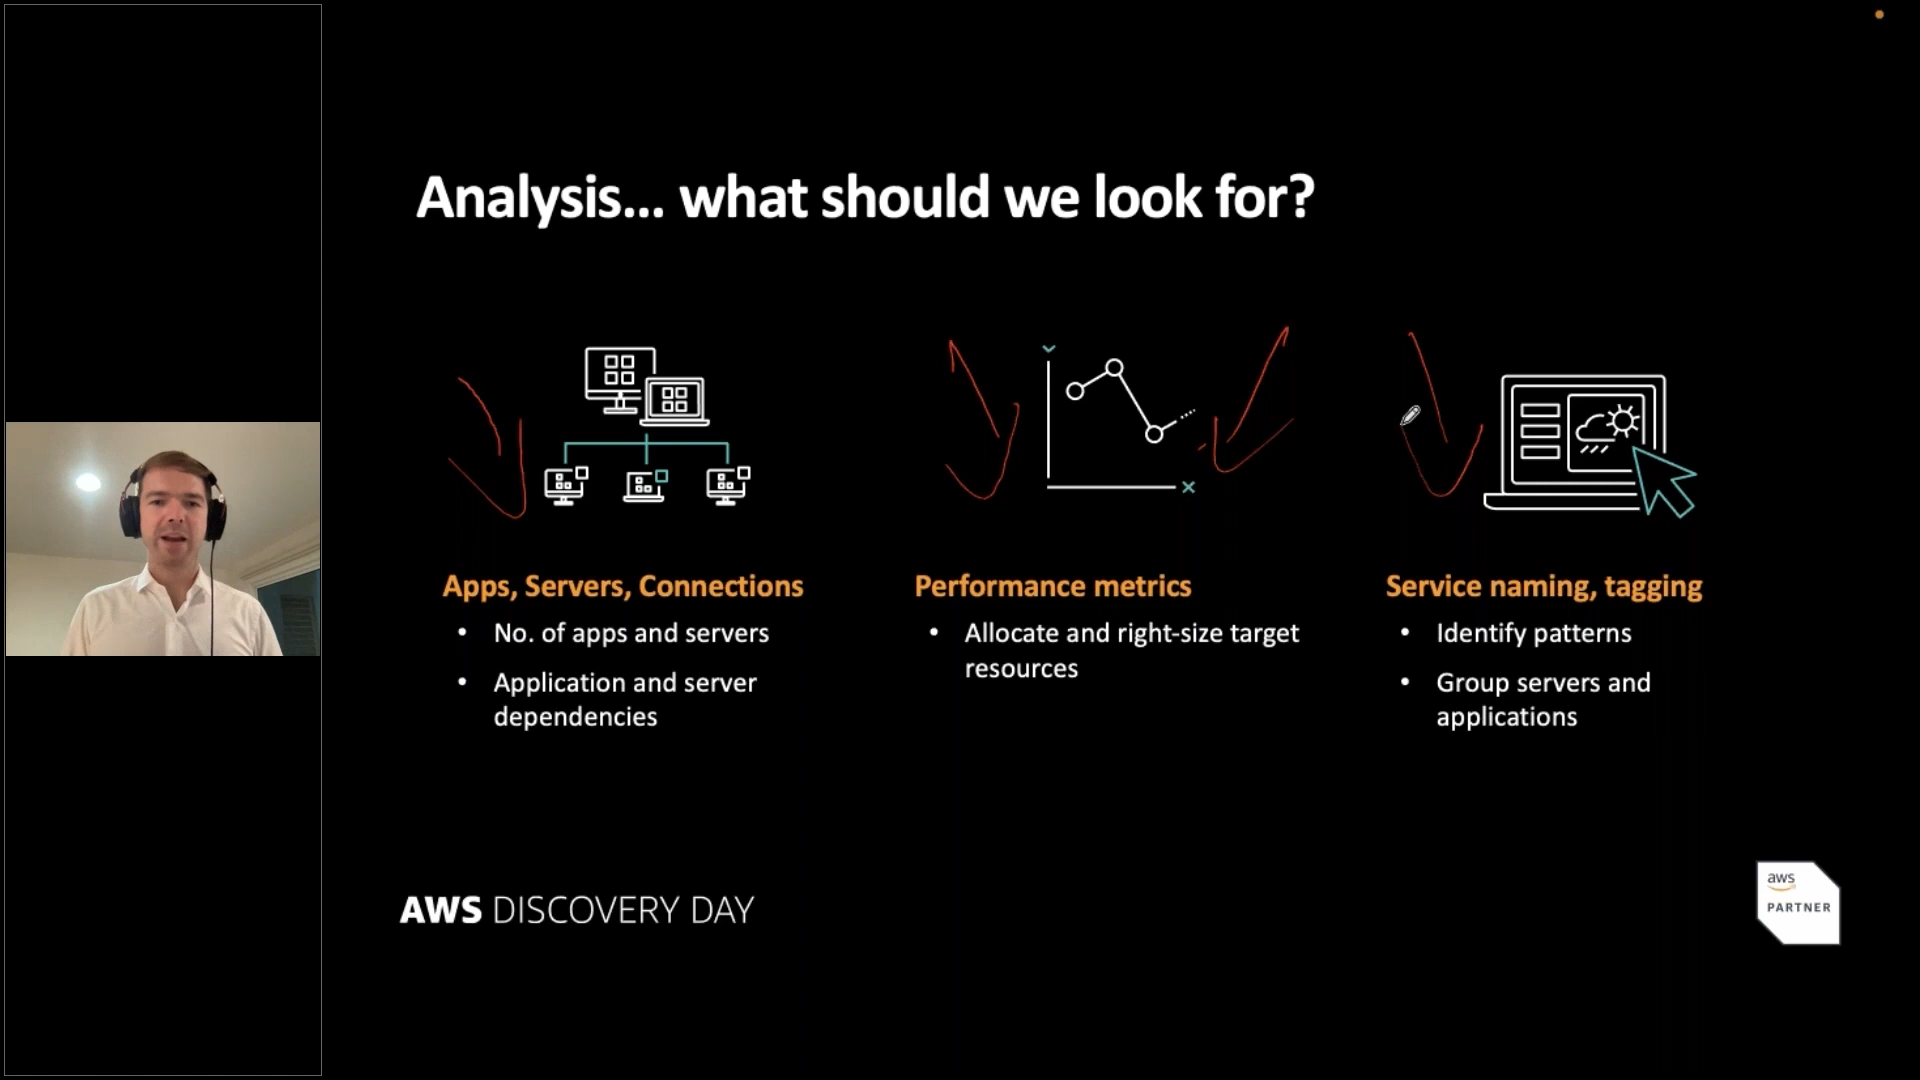 Analysis... what should we look for?
Apps, Servers, Connections
• No. of apps and servers
• Application and server
dependencies
Performance metrics
• Allocate and right-size target
resources
Service naming, tagging
• Identify patterns
• Group servers and
applications
AWS DISCOVERY DAY
aws
PARTNER